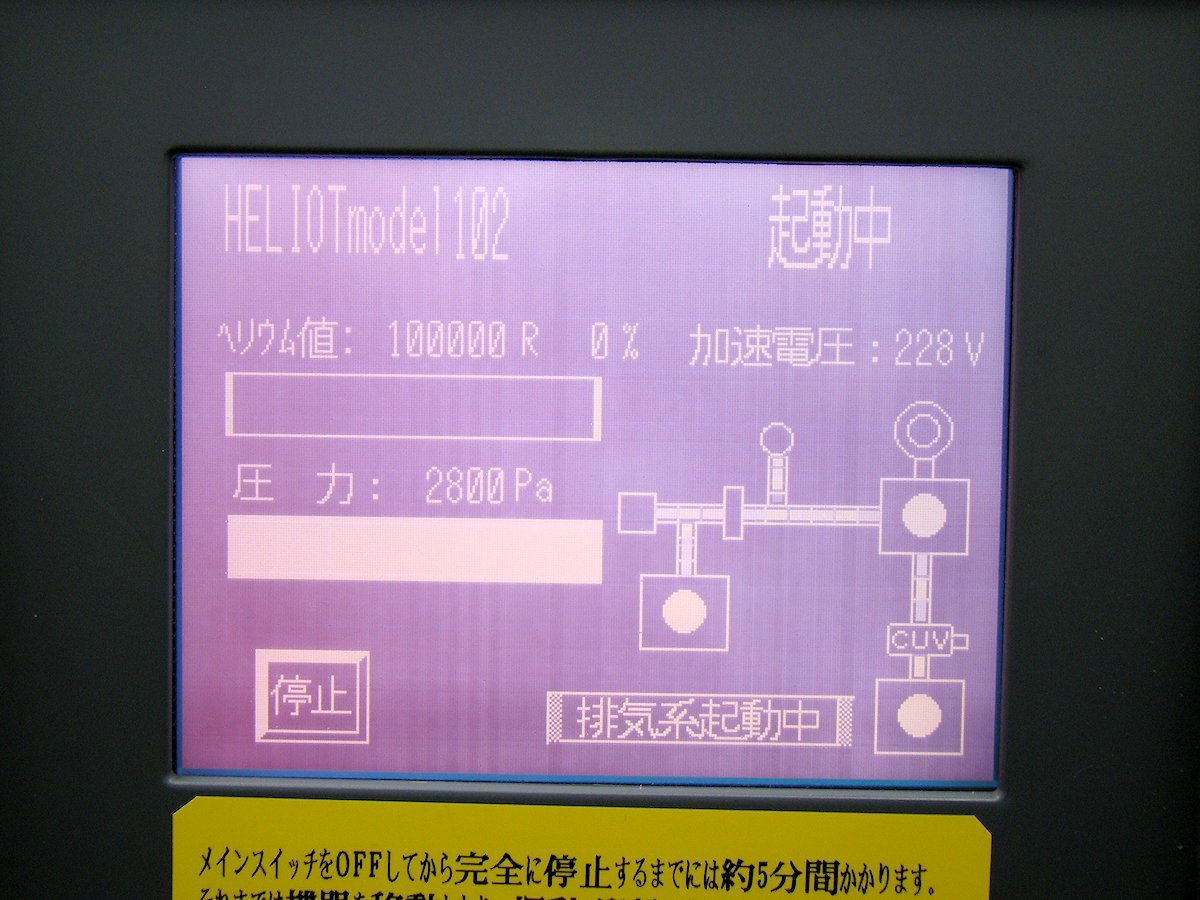 HELIOTmodel102 起動中
ヘリウム値: 100000 R 0 % 加速電圧:228 V
圧 力: 2800 Pa
CUV
停止
排気系起動中
メインスイッチをOFFしてから完全に停止するまでには約5分間かかります。